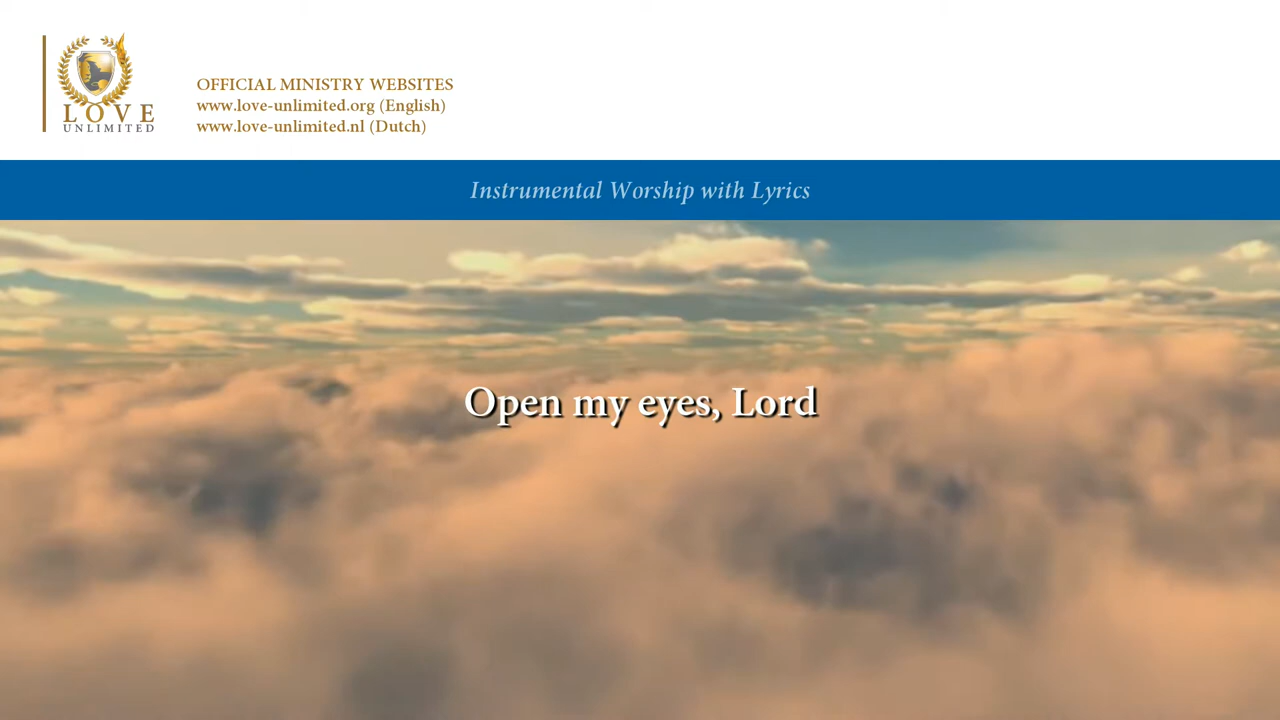 LOVE
UNLIMITED
OFFICIAL MINISTRY WEBSITES
www.love-unlimited.org (English)
www.love-unlimited.nl (Dutch)
Instrumental Worship with Lyrics
Open my eyes, Lord